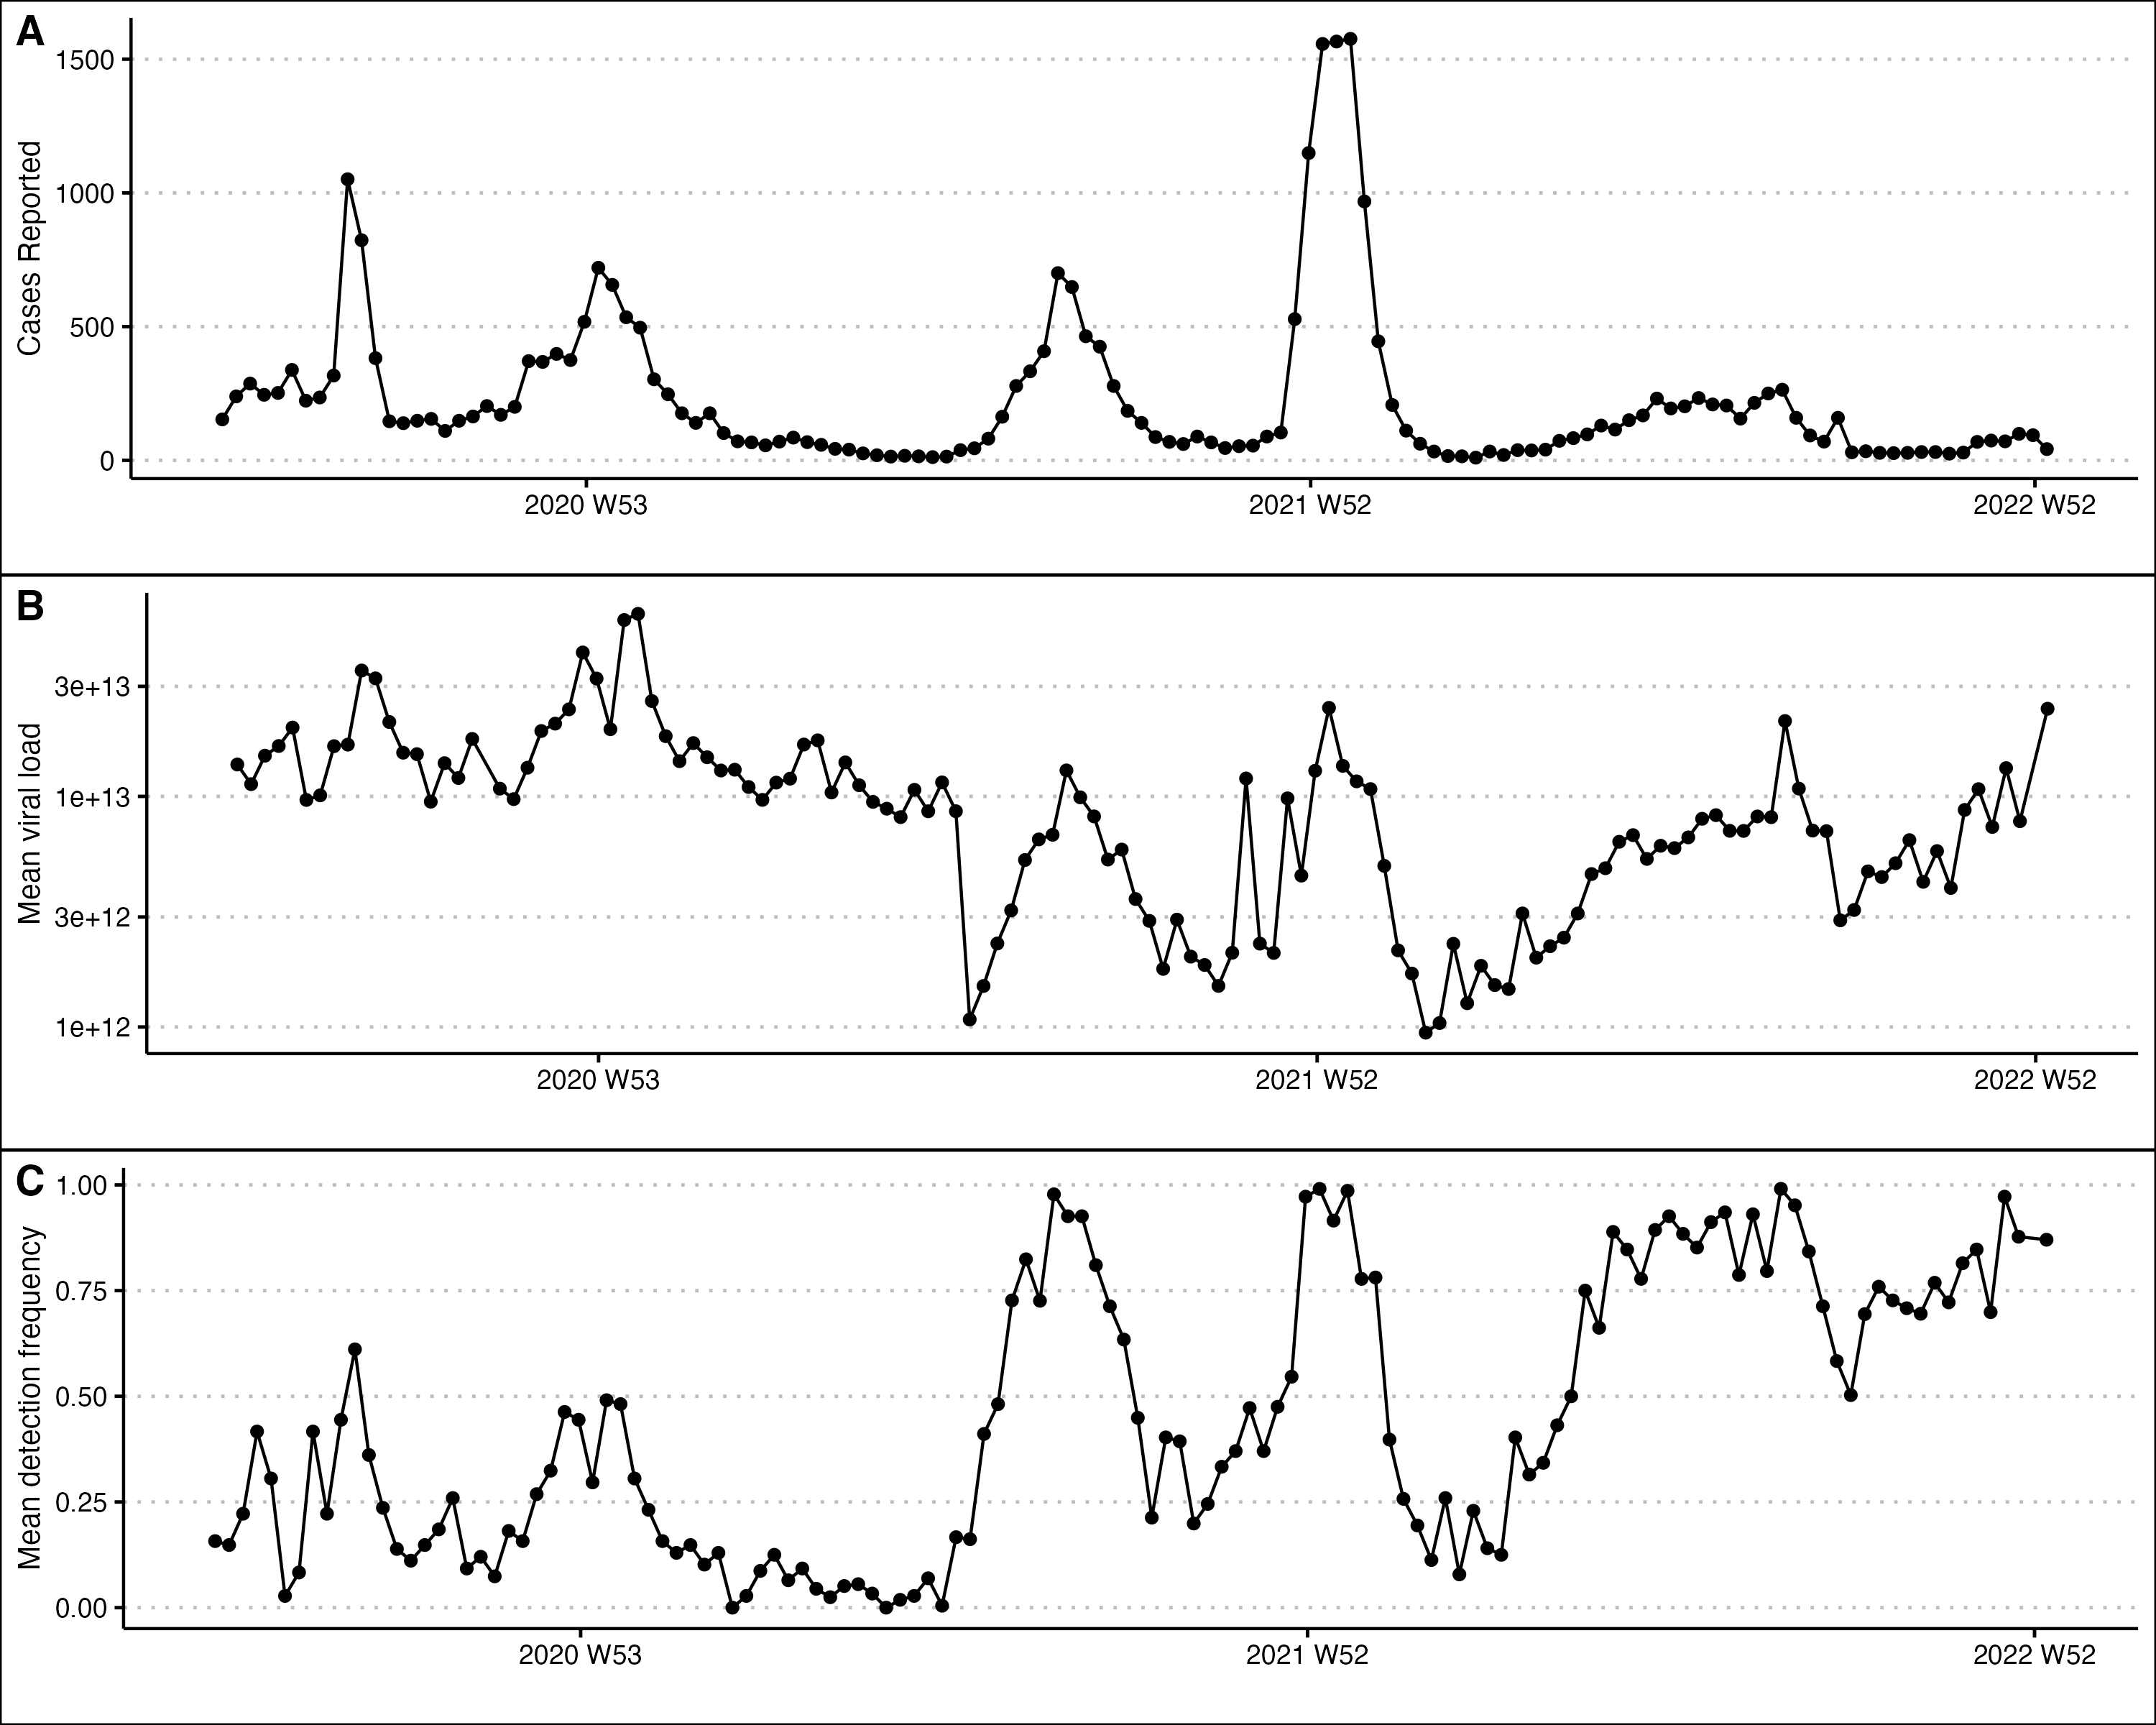 A
Cases Reported
1500
1000
500
0
2020 W53
2021 W52
2022 W52
B
Mean viral load
3e+13
1e+13
3e+12
1e+12
2020 W53
2021 W52
2022 W52
C
Mean detection frequency
1.00
0.75
0.50
0.25
0.00
2020 W53
2021 W52
2022 W52